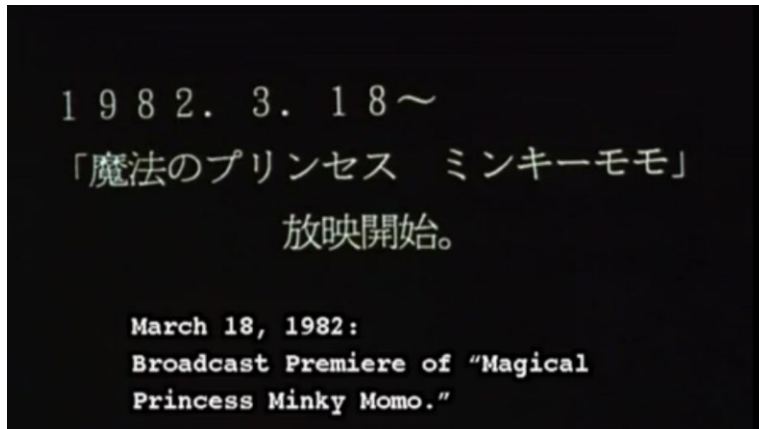 １９８２．３．１８〜
「魔法のプリンセス　ミンキーモモ」
放映開始。
March 18, 1982:
Broadcast Premiere of “Magical
Princess Minky Momo.”